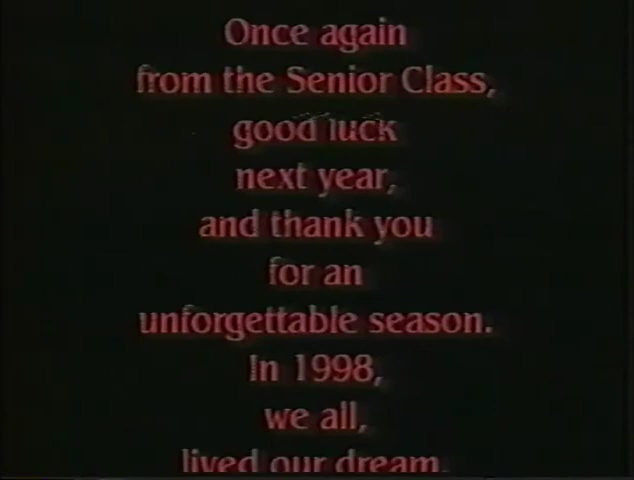 Once again
from the Senior Class,
good luck
next year,
and thank you
for an
unforgettable season.
In 1998,
we all,
lived our dream.